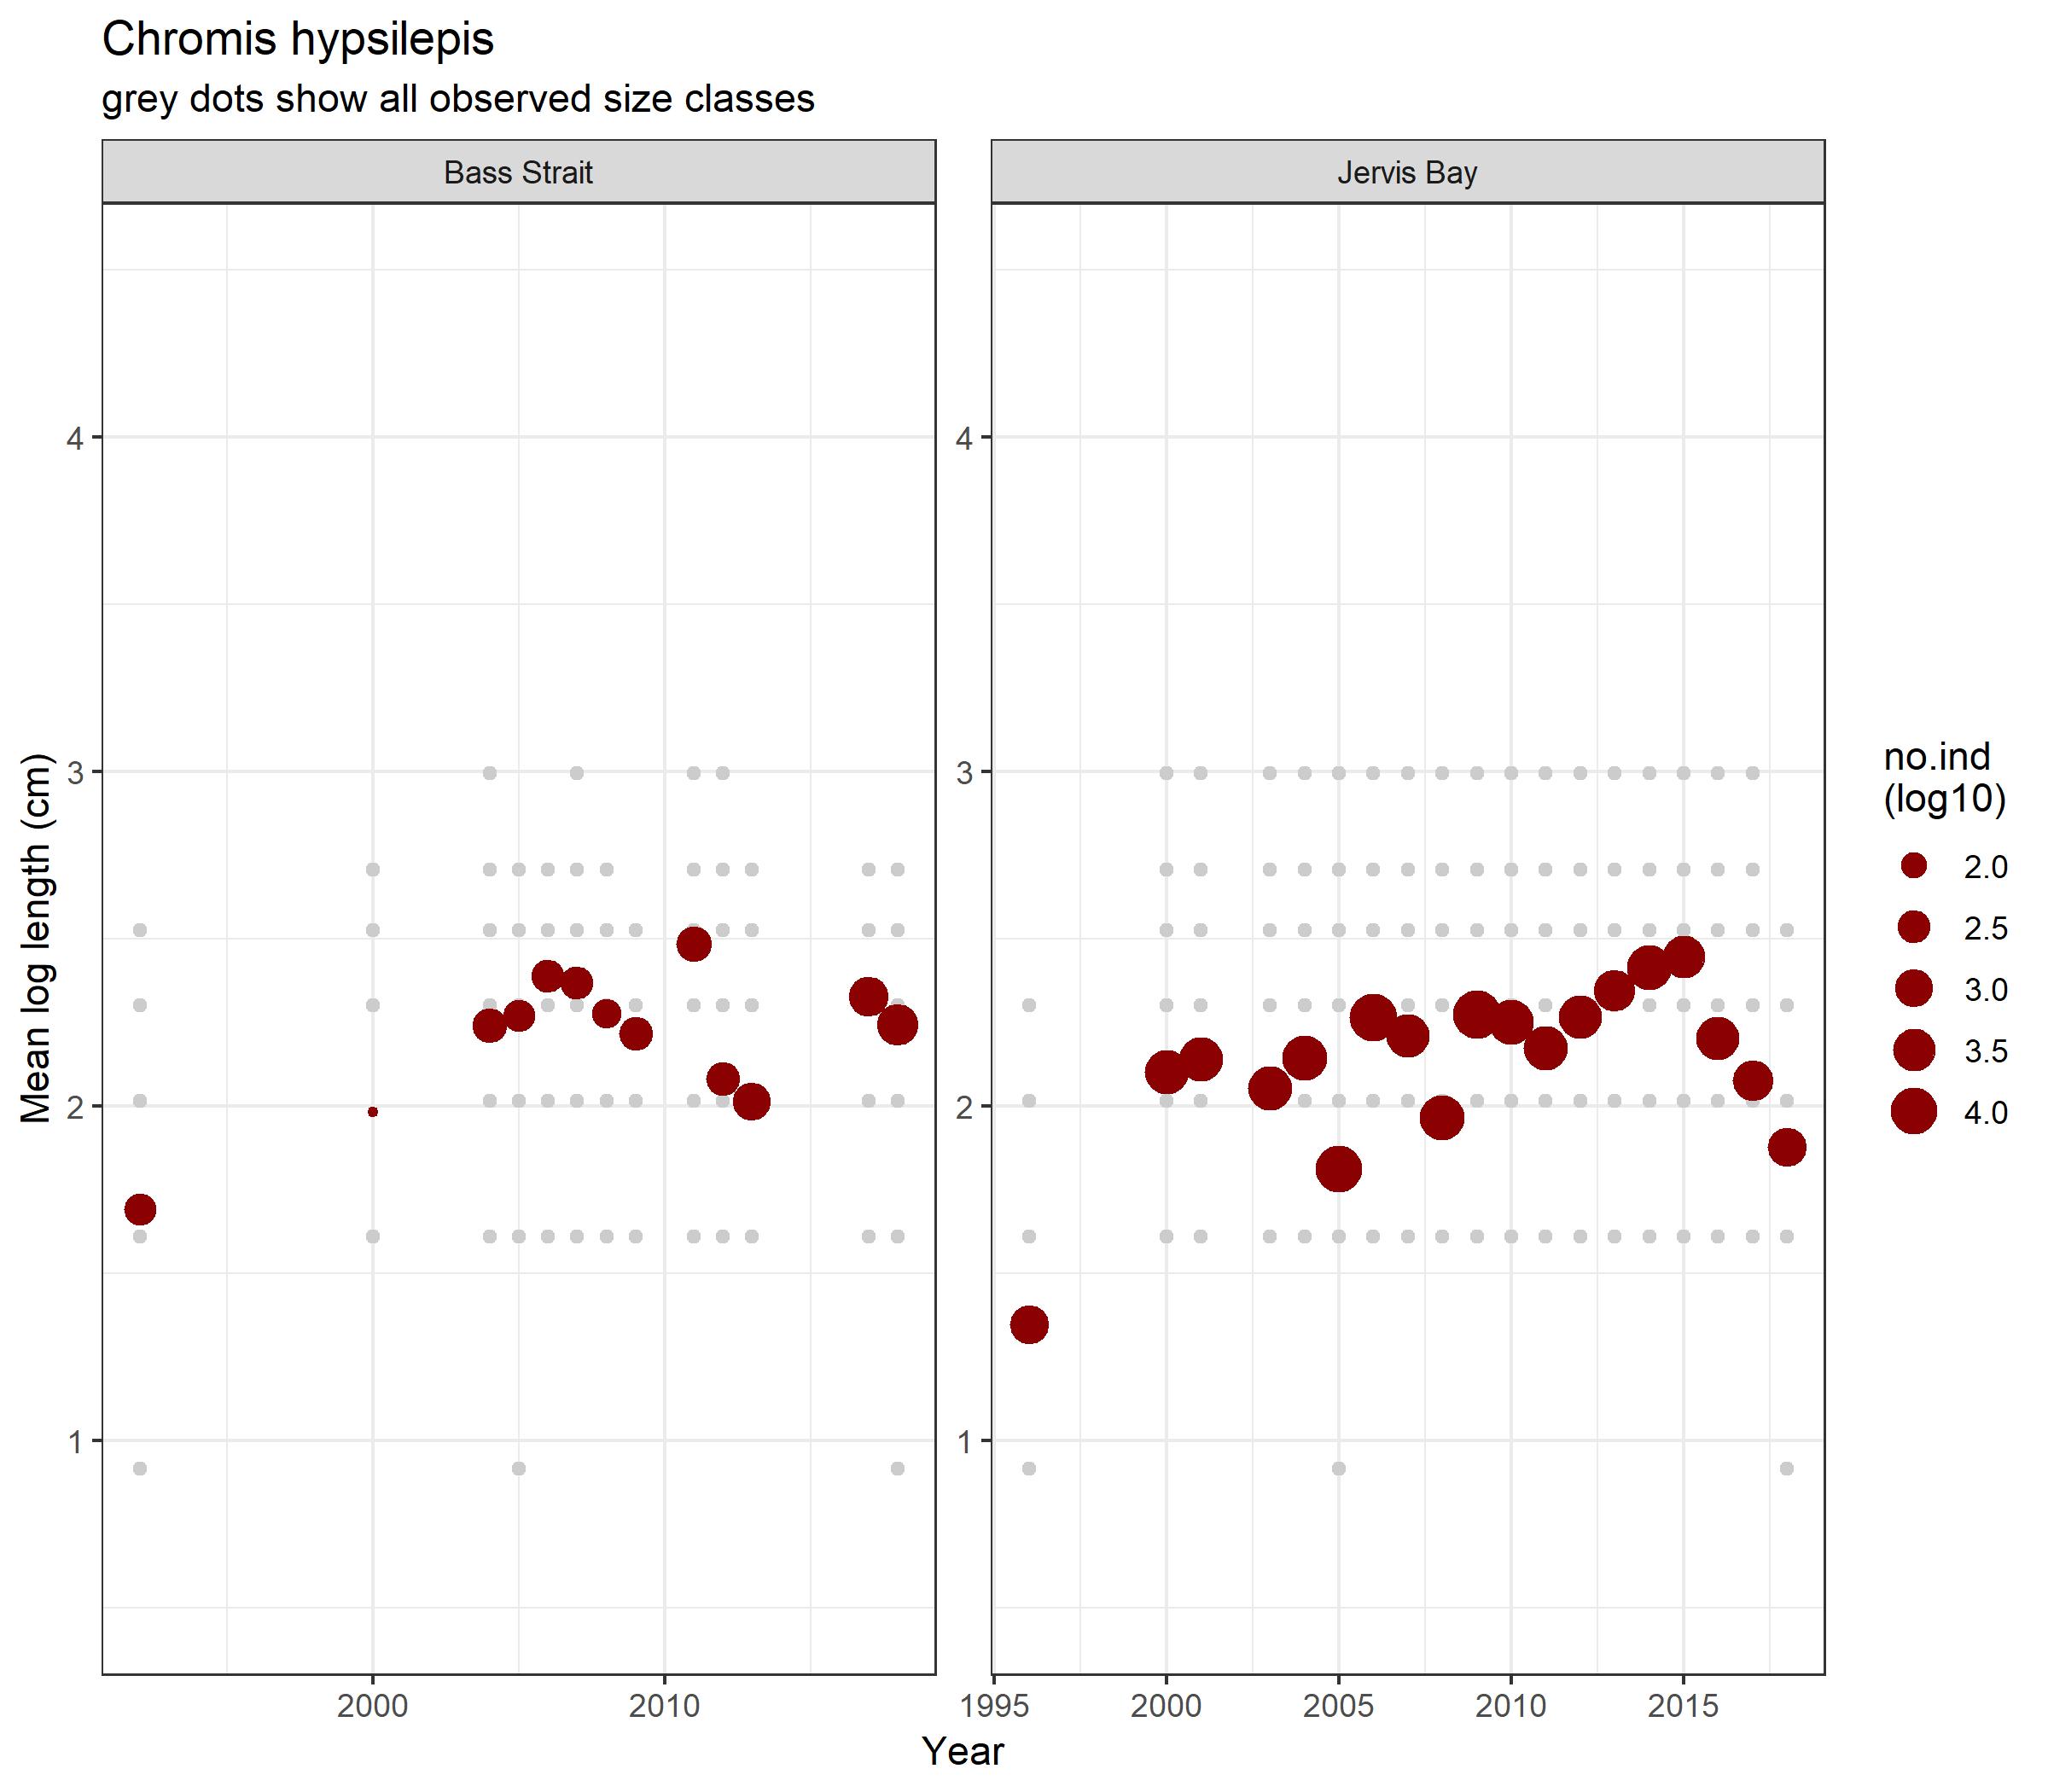 Chromis hypsilepis
grey dots show all observed size classes
Bass Strait
Jervis Bay
Mean log length (cm)
4
3
2
1
4
3
2
1
2000
2010
1995
2000
2005
2010
2015
Year
no.ind
(log10)
2.0
2.5
3.0
3.5
4.0